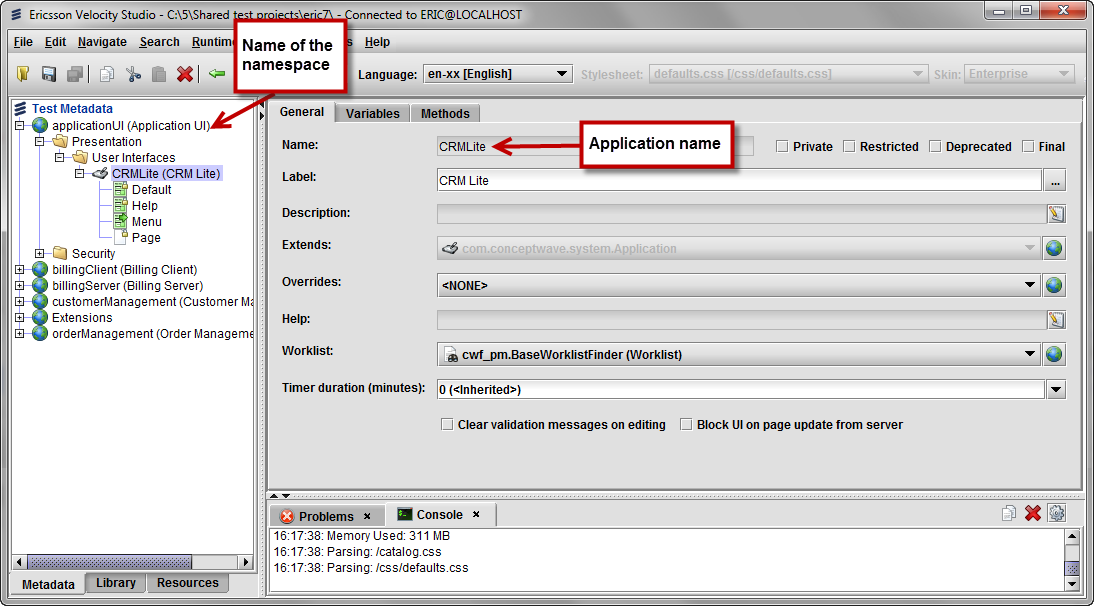 Ericsson Velocity Studio - C:\5\Shared test projects\eric7\ - Connected to ERIC@LOCALHOST
File Edit Navigate Search Runtime Help
Name of the
namespace
Language: en-xx [English] Stylesheet: defaults.css [/css/defaults.css] Skin: Enterprise
Test Metadata
applicationUI (Application UI)
Presentation
User Interfaces
CRMLite (CRM Lite)
Default
Help
Menu
Page
Security
billingClient (Billing Client)
billingServer (Billing Server)
customerManagement (Customer Ma
Extensions
orderManagement (Order Manageme
Metadata Library Resources
General Variables Methods
Name: CRMLite Application name Private Restricted Deprecated Final
Label: CRM Lite ...
Description:
Extends: com.conceptwave.system.Application
Overrides: <NONE>
Help:
Worklist: cwf_pm.BaseWorklistFinder (Worklist)
Timer duration (minutes): 0 (<Inherited>)
Clear validation messages on editing Block UI on page update from server
Problems × Console ×
16:17:38: Memory Used: 311 MB
16:17:38: Parsing: /catalog.css
16:17:38: Parsing: /css/defaults.css